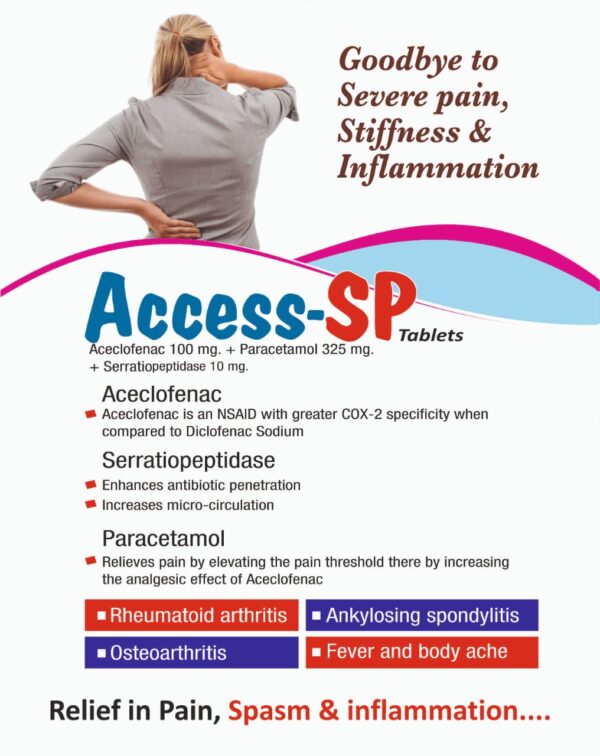 Goodbye to
Severe pain,
Stiffness &
Inflammation
Access-SP
Tablets
Aceclofenac 100 mg. + Paracetamol 325 mg.
+ Serratiopeptidase 10 mg.
Aceclofenac
Aceclofenac is an NSAID with greater COX-2 specificity when
compared to Diclofenac Sodium
Serratiopeptidase
Enhances antibiotic penetration
Increases micro-circulation
Paracetamol
Relieves pain by elevating the pain threshold there by increasing
the analgesic effect of Aceclofenac
Rheumatoid arthritis
Ankylosing spondylitis
Osteoarthritis
Fever and body ache
Relief in Pain, Spasm & inflammation....